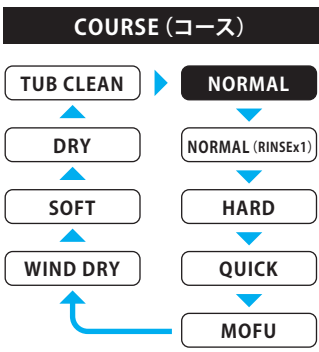 COURSE（コース）
TUB CLEAN
NORMAL
DRY
NORMAL (RINSEx1)
SOFT
HARD
WIND DRY
QUICK
MOFU